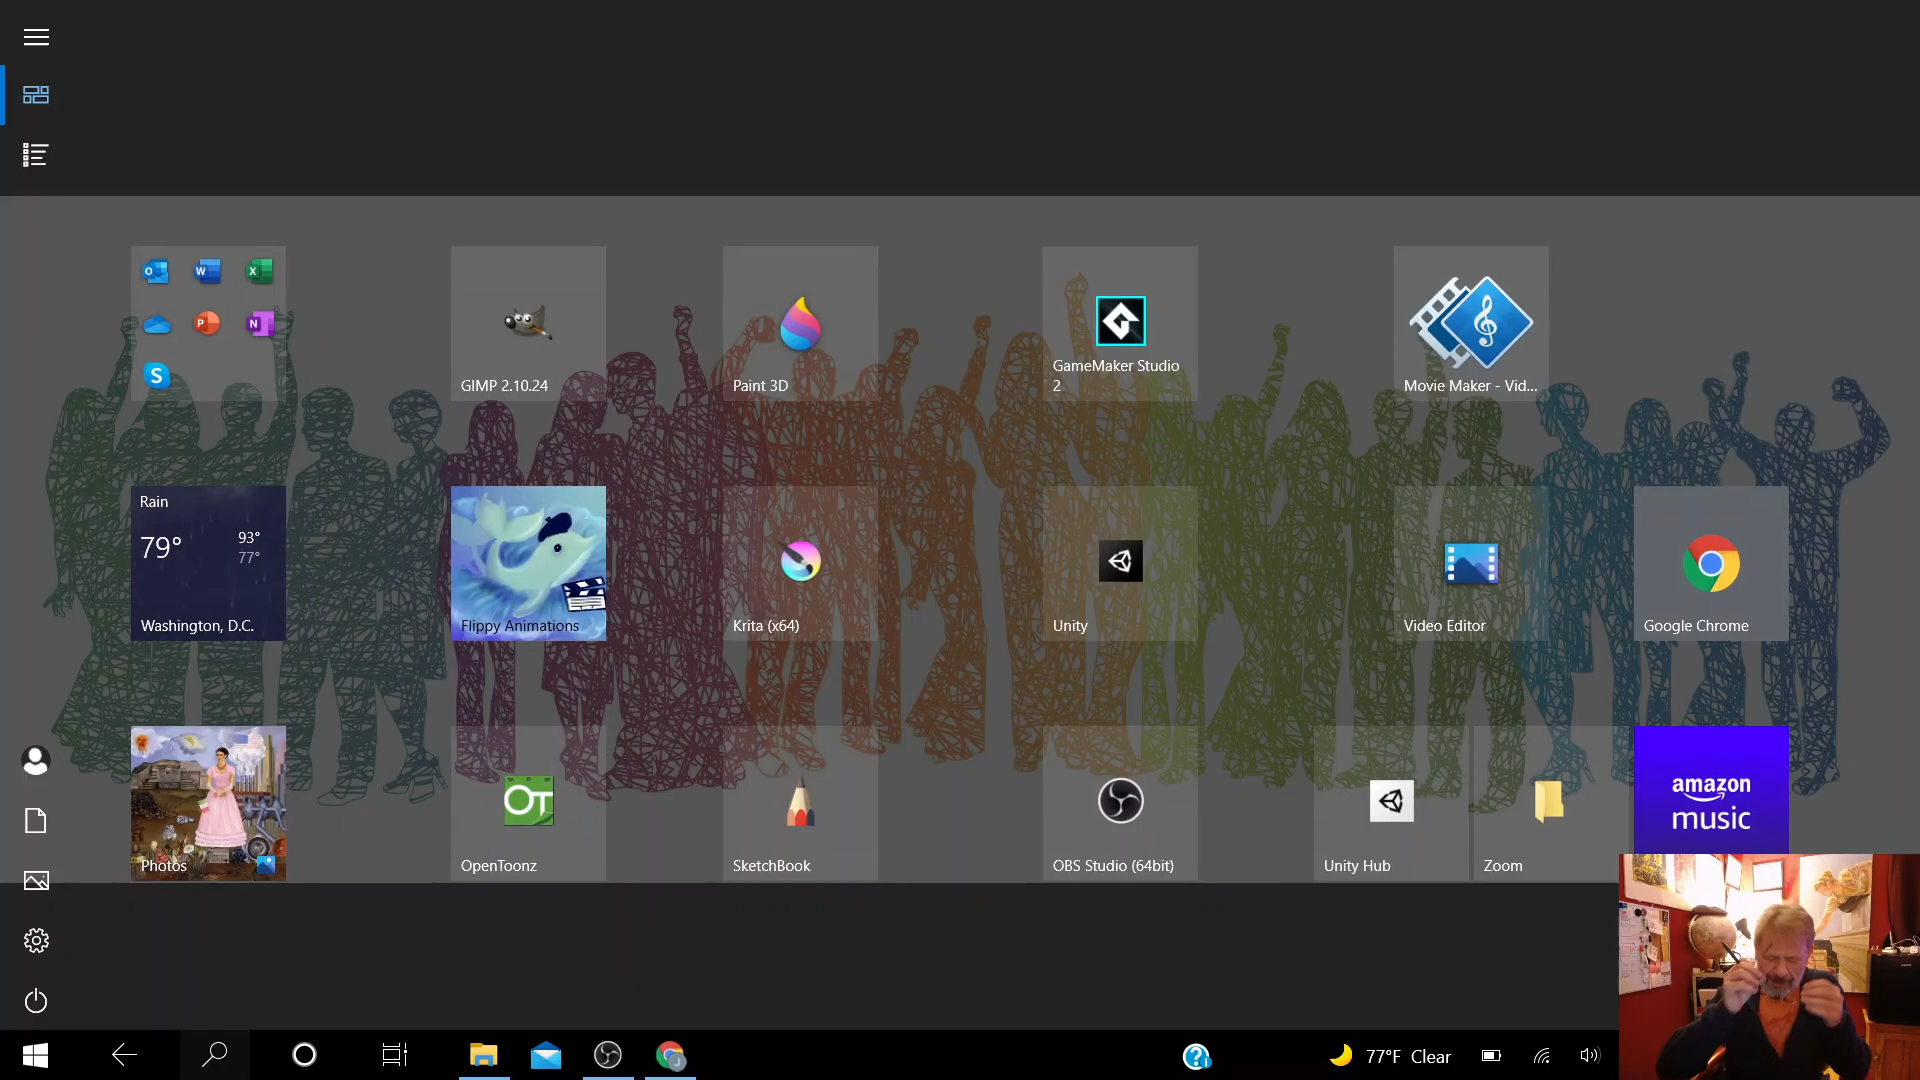 GIMP 2.10.24
Paint 3D
GameMaker Studio
2
Movie Maker - Vid...
Rain
79°
93°
77°
Washington, D.C.
Flippy Animations
Krita (x64)
Unity
Video Editor
Google Chrome
Photos
OpenToonz
SketchBook
OBS Studio (64bit)
Unity Hub
Zoom
amazon
music
77°F Clear